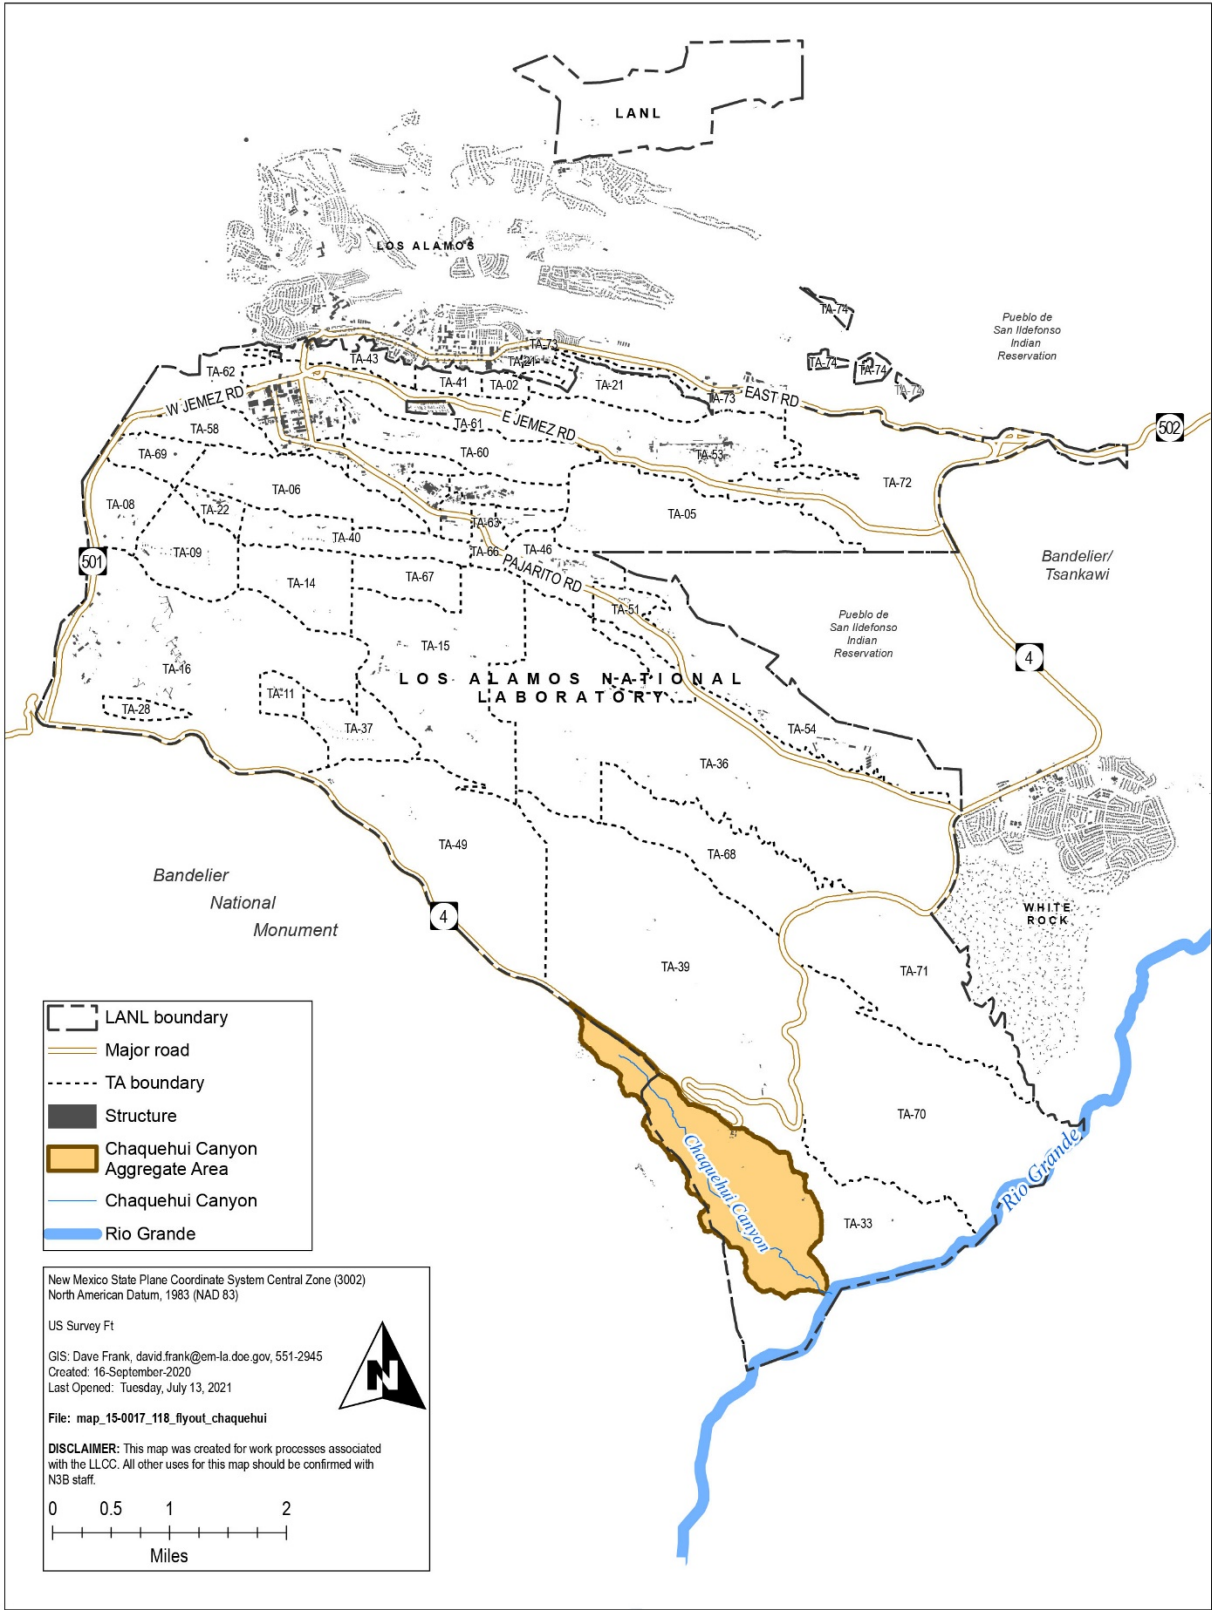 LANL
LOS ALAMOS
TA-74
Pueblo de
San Ildefonso
Indian
Reservation
TA-73
TA-43
TA-21
TA-74
TA-74
TA-74
TA-62
TA-41
TA-02
TA-21
TA-73
EAST RD
W JEMEZ RD
502
TA-58
TA-61
E JEMEZ RD
TA-69
TA-60
TA-53
TA-72
TA-06
TA-08
TA-22
TA-63
TA-05
TA-40
501
TA-09
TA-66
TA-46
PAJARITO RD
Bandelier/
Tsankawi
TA-14
TA-67
TA-51
Pueblo de
San Ildefonso
Indian
Reservation
TA-15
4
TA-16
LOS ALAMOS NATIONAL
LABORATORY
TA-11
TA-28
TA-37
TA-54
TA-36
TA-49
TA-68
Bandelier
National
Monument
4
WHITE
ROCK
TA-39
TA-71
TA-70
Chaquehui Canyon
Rio Grande
TA-33
LANL boundary
Major road
TA boundary
Structure
Chaquehui Canyon
Aggregate Area
Chaquehui Canyon
Rio Grande
New Mexico State Plane Coordinate System Central Zone (3002)
North American Datum, 1983 (NAD 83)
US Survey Ft
GIS: Dave Frank, david.frank@em-la.doe.gov, 551-2945
Created: 16-September-2020
Last Opened: Tuesday, July 13, 2021
N
File: map_15-0017_118_flyout_chaquehui
DISCLAIMER: This map was created for work processes associated
with the LLCC. All other uses for this map should be confirmed with
N3B staff.
0 0.5 1 2
Miles